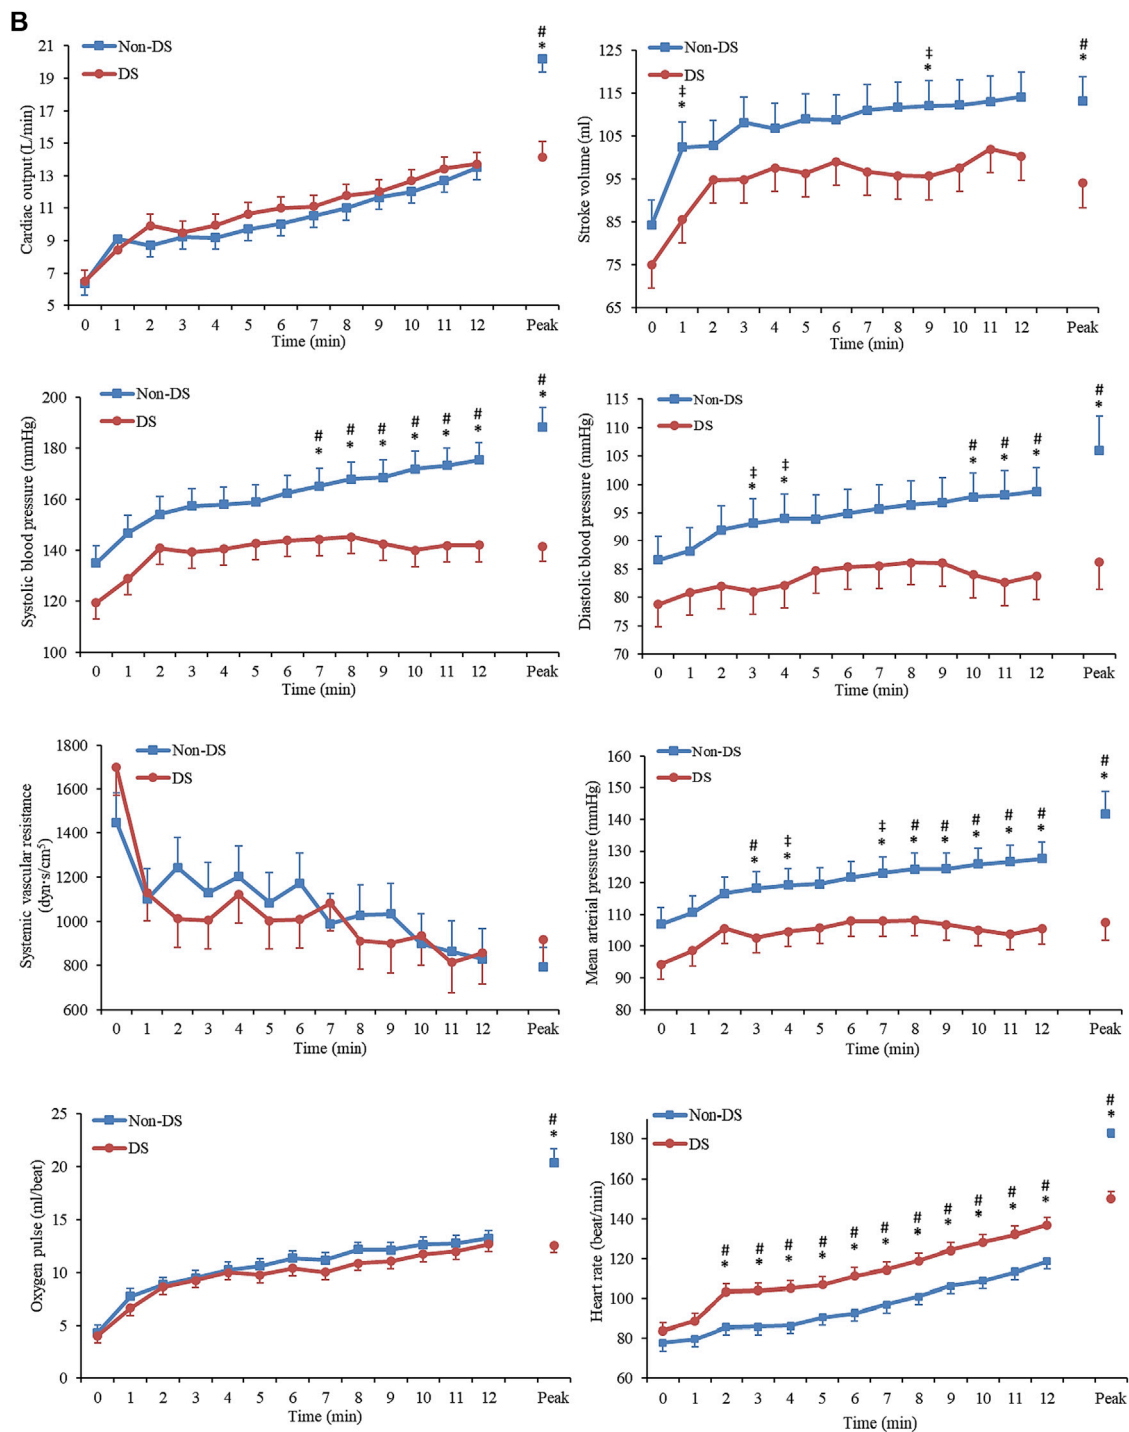 B
Cardiac output (L/min)
21
19
17
15
13
11
9
7
5
Non-DS
DS
#
*
0 1 2 3 4 5 6 7 8 9 10 11 12 Peak
Time (min)
Stroke volume (ml)
125
115
105
95
85
75
65
Non-DS
DS
‡
*
‡
*
#
*
0 1 2 3 4 5 6 7 8 9 10 11 12 Peak
Time (min)
Systolic blood pressure (mmHg)
200
180
160
140
120
100
Non-DS
DS
# # # # # # #
* * * * * * *
0 1 2 3 4 5 6 7 8 9 10 11 12 Peak
Time (min)
Diastolic blood pressure (mmHg)
115
110
105
100
95
90
85
80
75
70
Non-DS
DS
‡ ‡ # # # #
* * * * * *
0 1 2 3 4 5 6 7 8 9 10 11 12 Peak
Time (min)
Systemic vascular resistance
(dyn·s/cm⁵)
1800
1600
1400
1200
1000
800
600
Non-DS
DS
0 1 2 3 4 5 6 7 8 9 10 11 12 Peak
Time (min)
Mean arterial pressure (mmHg)
160
150
140
130
120
110
100
90
80
Non-DS
DS
# ‡ ‡ # # # # # #
* * * * * * * * *
0 1 2 3 4 5 6 7 8 9 10 11 12 Peak
Time (min)
Oxygen pulse (ml/beat)
25
20
15
10
5
0
Non-DS
DS
#
*
0 1 2 3 4 5 6 7 8 9 10 11 12 Peak
Time (min)
Heart rate (beat/min)
180
160
140
120
100
80
60
Non-DS
DS
# # # # # # # # # # # #
* * * * * * * * * * * *
0 1 2 3 4 5 6 7 8 9 10 11 12 Peak
Time (min)